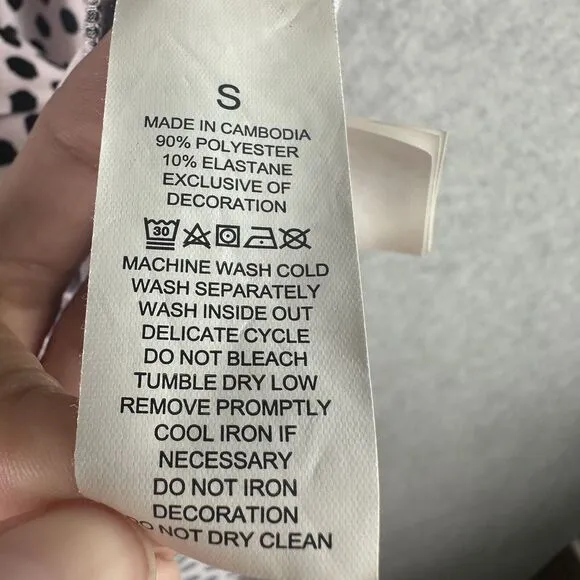 S
MADE IN CAMBODIA
90% POLYESTER
10% ELASTANE
EXCLUSIVE OF
DECORATION
30
MACHINE WASH COLD
WASH SEPARATELY
WASH INSIDE OUT
DELICATE CYCLE
DO NOT BLEACH
TUMBLE DRY LOW
REMOVE PROMPTLY
COOL IRON IF
NECESSARY
DO NOT IRON
DECORATION
DO NOT DRY CLEAN